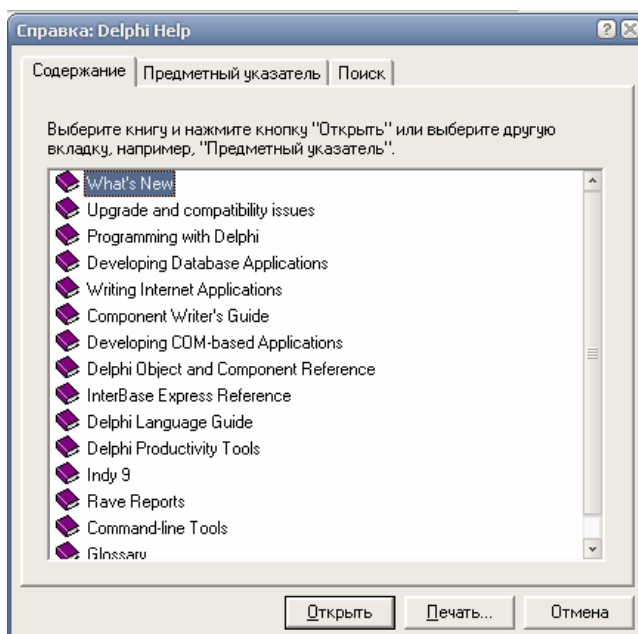 Справка: Delphi Help
Содержание Предметный указатель Поиск
Выберите книгу и нажмите кнопку "Открыть" или выберите другую
вкладку, например, "Предметный указатель".
What's New
Upgrade and compatibility issues
Programming with Delphi
Developing Database Applications
Writing Internet Applications
Component Writer's Guide
Developing COM-based Applications
Delphi Object and Component Reference
InterBase Express Reference
Delphi Language Guide
Delphi Productivity Tools
Indy 9
Rave Reports
Command-line Tools
Glossary
Открыть Печать... Отмена